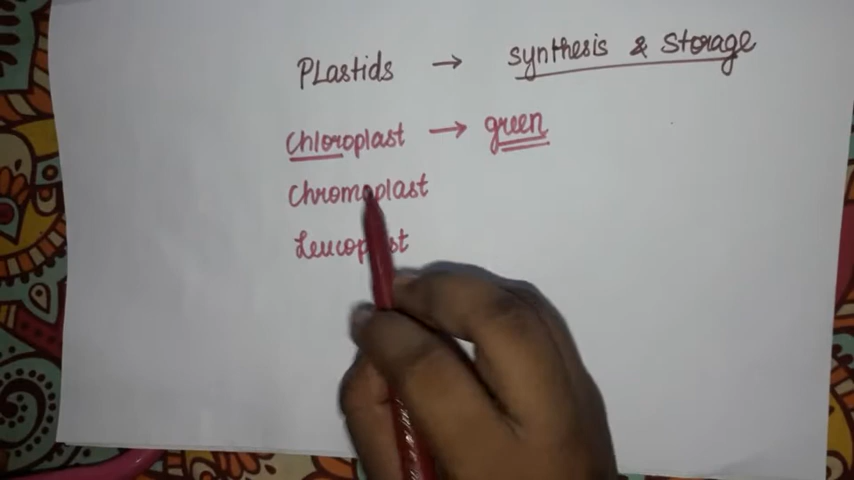 Plastids → synthesis & storage
Chloroplast → green
Chromoplast
Leucoplast